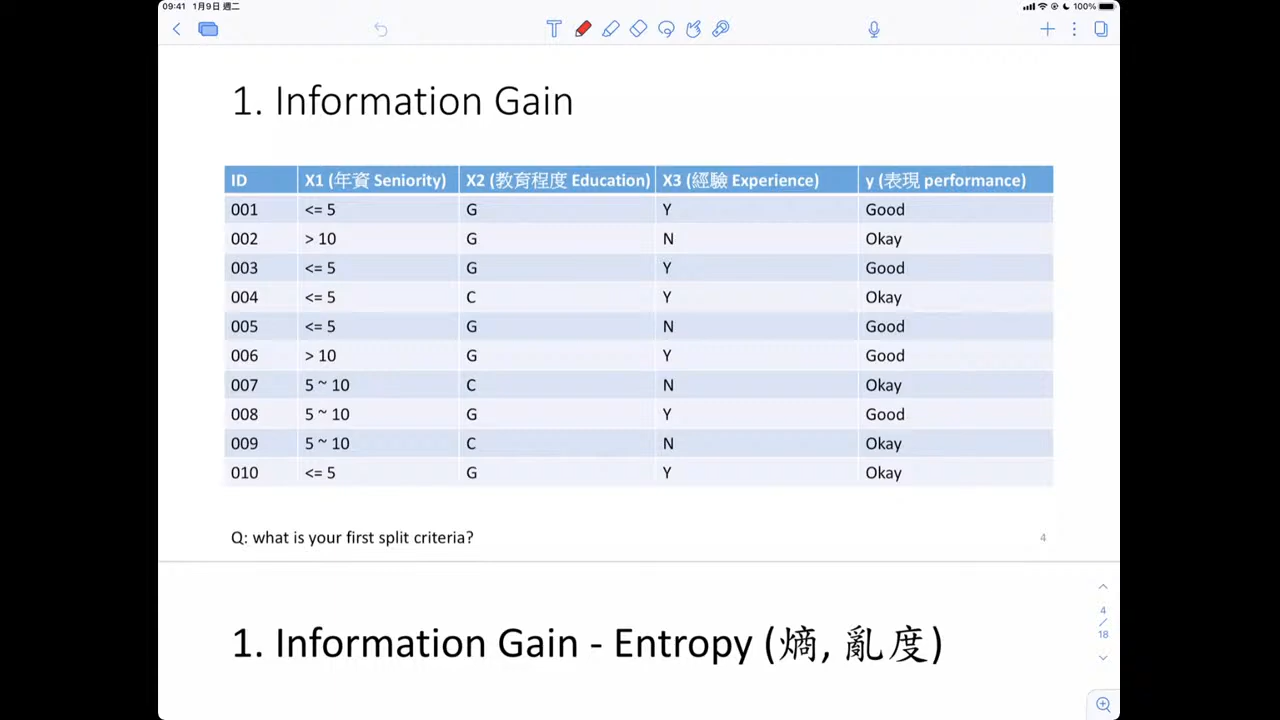 09:41 1月9日 週二
100%
T
1. Information Gain
ID X1 (年資 Seniority) X2 (教育程度 Education) X3 (經驗 Experience) y (表現 performance)
001 <= 5 G Y Good
002 > 10 G N Okay
003 <= 5 G Y Good
004 <= 5 C Y Okay
005 <= 5 G N Good
006 > 10 G Y Good
007 5 ~ 10 C N Okay
008 5 ~ 10 G Y Good
009 5 ~ 10 C N Okay
010 <= 5 G Y Okay
Q: what is your first split criteria?
4
4
/
18
1. Information Gain - Entropy (熵, 亂度)